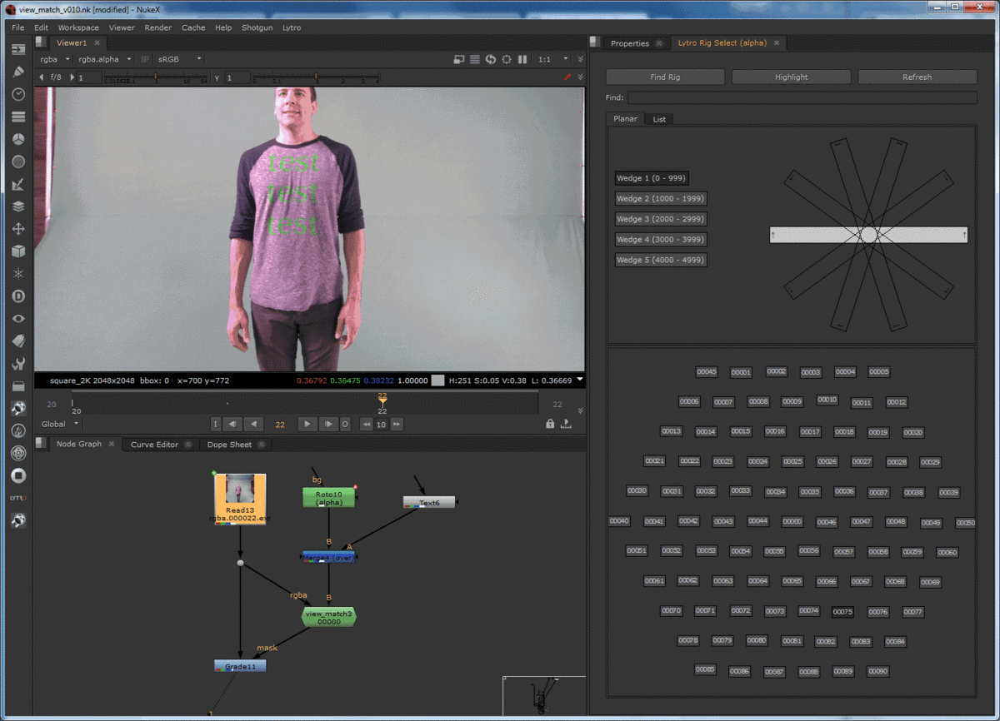 view_match_v010.nk [modified] - NukeX
File Edit Workspace Viewer Render Cache Help Shotgun Lytro
Viewer1
rgba rgba.alpha IP sRGB 1:1
f/8 1 Y 1
test
test
test
square_2K 2048x2048 bbox: 0 x=700 y=772 0.36792 0.36475 0.38232 1.00000 H:251 S:0.05 V:0.38 L: 0.36669
20 22 22
20 22
Global I 22 O 10
Node Graph Curve Editor Dope Sheet
bg
Roto10
(alpha)
Text6
Read13
rgba.000022.exr
B A
Merge4 (over)
rgba B
view_match3
00000
mask
Grade11
1
LYTRO
Properties Lytro Rig Select (alpha)
Find Rig Highlight Refresh
Find:
Planar List
Wedge 1 (0 - 999)
Wedge 2 (1000 - 1999)
Wedge 3 (2000 - 2999)
Wedge 4 (3000 - 3999)
Wedge 5 (4000 - 4999)
00045 00001 00002 00003 00004 00005
00006 00007 00008 00009 00010 00011 00012
00013 00014 00015 00016 00017 00018 00019 00020
00021 00022 00023 00024 00025 00026 00027 00028 00029
00030 00031 00032 00033 00034 00035 00036 00037 00038 00039
00040 00041 00042 00043 00044 00000 00046 00047 00048 00049 00050
00051 00052 00053 00054 00055 00056 00057 00058 00059 00060
00061 00062 00063 00064 00065 00066 00067 00068 00069
00070 00071 00072 00073 00074 00075 00076 00077
00078 00079 00080 00081 00082 00083 00084
00085 00086 00087 00088 00089 00090